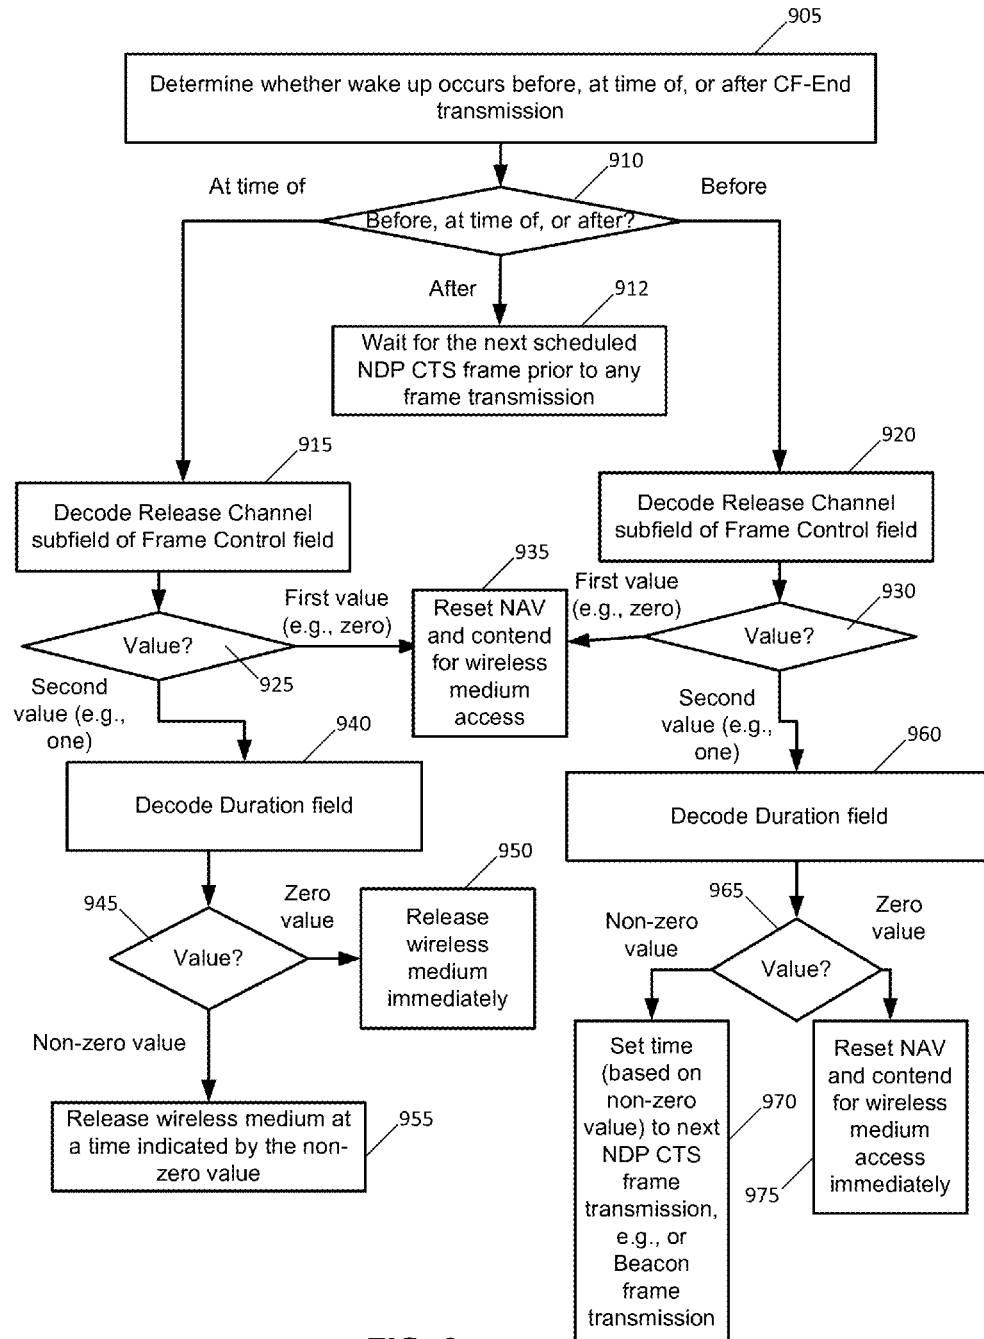 905
Determine whether wake up occurs before, at time of, or after CF-End
transmission
910
At time of
Before
Before, at time of, or after?
After
912
Wait for the next scheduled
NDP CTS frame prior to any
frame transmission
915
Decode Release Channel
subfield of Frame Control field
920
Decode Release Channel
subfield of Frame Control field
First value
(e.g., zero)
935
Reset NAV
and contend
for wireless
medium
access
First value
(e.g., zero)
930
Value?
925
Value?
Second
value (e.g.,
one)
940
Decode Duration field
Second
value (e.g.,
one)
960
Decode Duration field
945
Value?
Zero
value
950
Release
wireless
medium
immediately
Non-zero value
Release wireless medium at
a time indicated by the non-
zero value
955
965
Non-zero
value
Zero
value
Value?
Set time
(based on
non-zero
value) to next
NDP CTS
frame
transmission,
e.g., or
Beacon
frame
transmission
970
Reset NAV
and contend
for wireless
medium
access
immediately
975